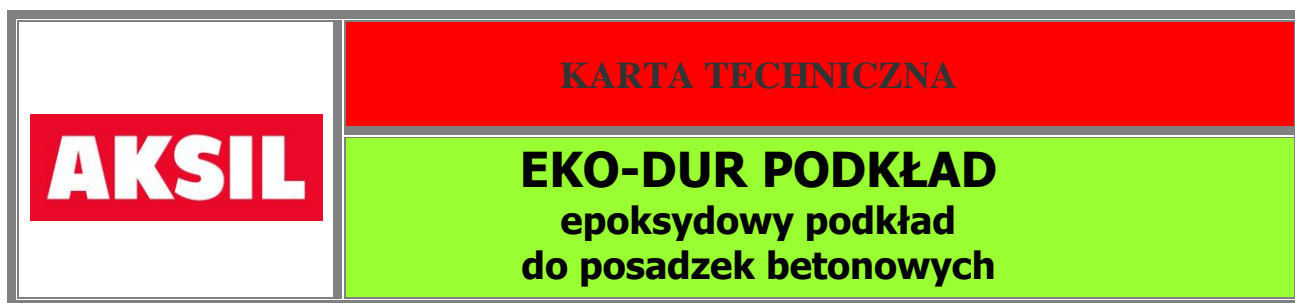 AKSIL
KARTA TECHNICZNA
EKO-DUR PODKŁAD
epoksydowy podkład
do posadzek betonowych